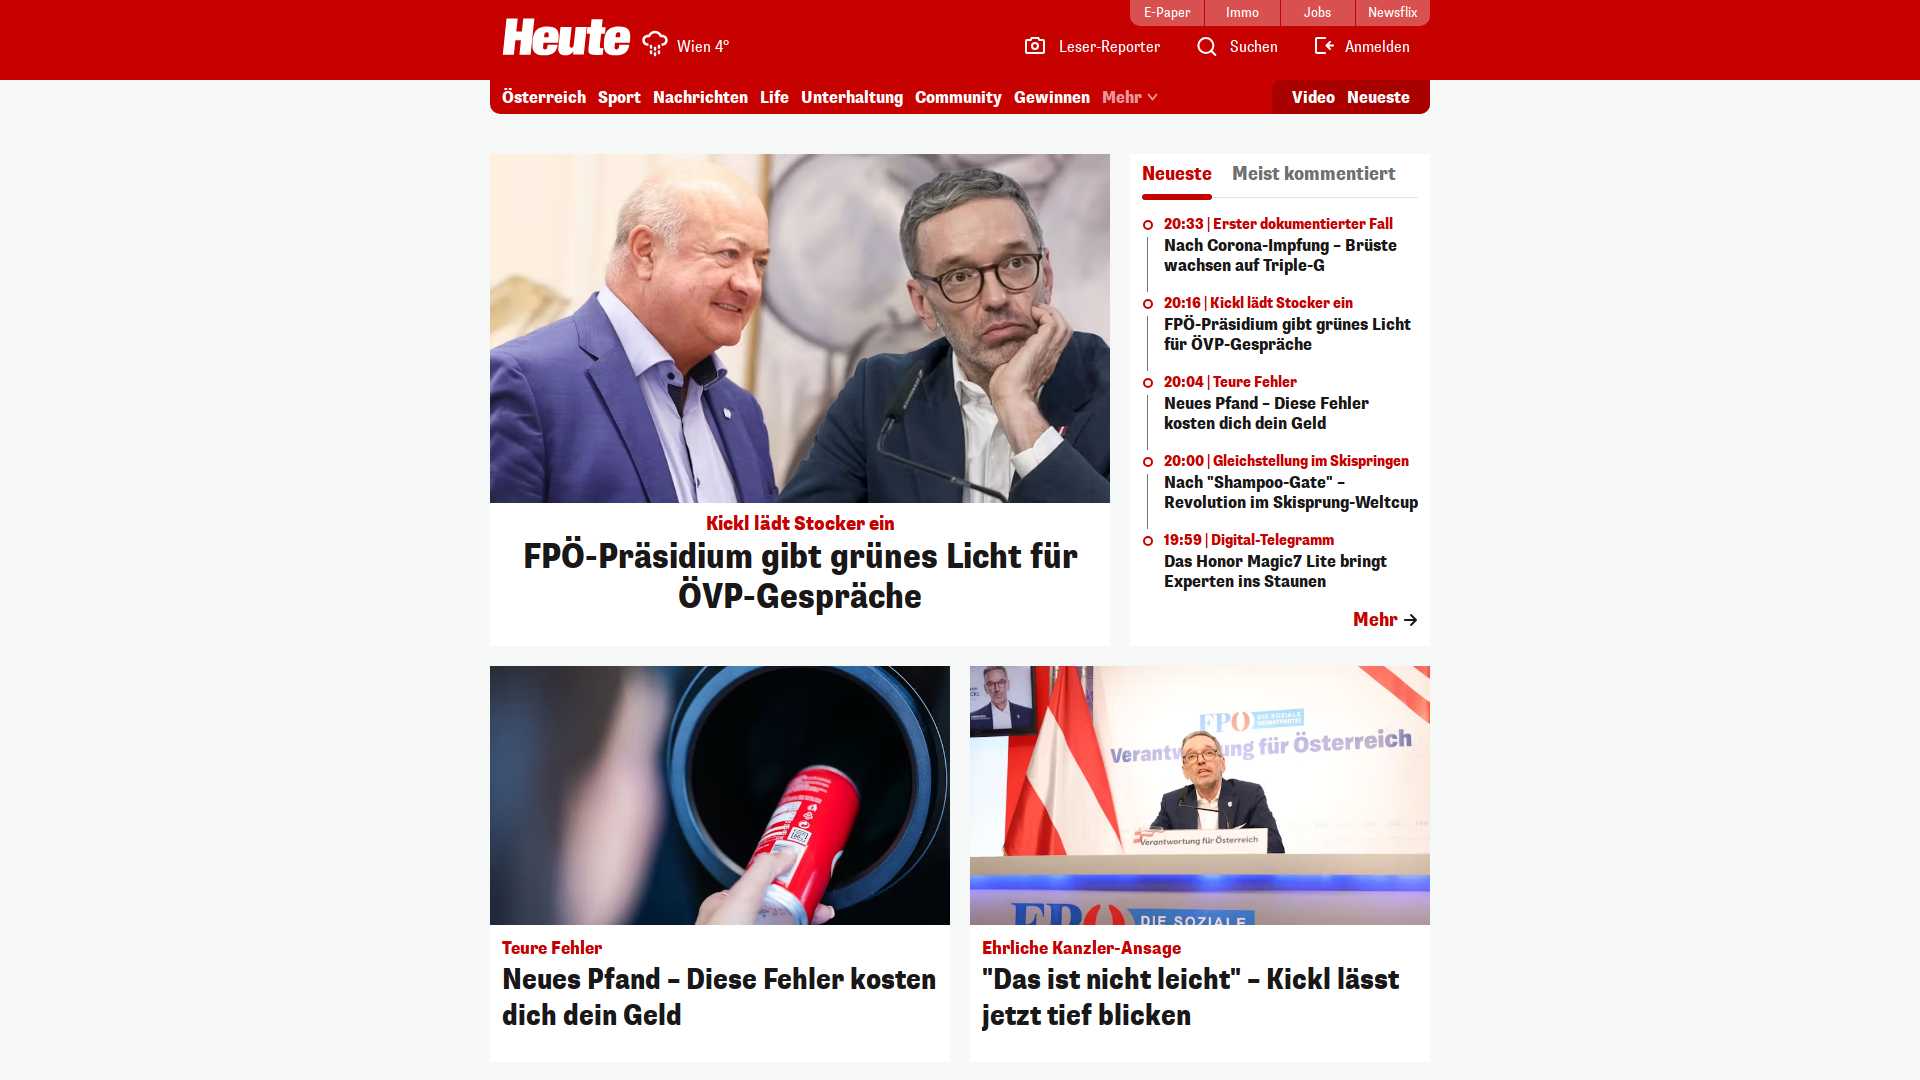 E-Paper
Immo
Jobs
Newsflix
Heute
Wien 4°
Leser-Reporter
Suchen
Anmelden
Österreich
Sport
Nachrichten
Life
Unterhaltung
Community
Gewinnen
Mehr
Video
Neueste
Kickl lädt Stocker ein
FPÖ-Präsidium gibt grünes Licht für
ÖVP-Gespräche
Neueste
Meist kommentiert
20:33 | Erster dokumentierter Fall
Nach Corona-Impfung – Brüste
wachsen auf Triple-G
20:16 | Kickl lädt Stocker ein
FPÖ-Präsidium gibt grünes Licht
für ÖVP-Gespräche
20:04 | Teure Fehler
Neues Pfand – Diese Fehler
kosten dich dein Geld
20:00 | Gleichstellung im Skispringen
Nach "Shampoo-Gate" –
Revolution im Skisprung-Weltcup
19:59 | Digital-Telegramm
Das Honor Magic7 Lite bringt
Experten ins Staunen
Mehr
Teure Fehler
Neues Pfand – Diese Fehler kosten
dich dein Geld
FPÖ DIE SOZIALE
Verantwortung für Österreich
Verantwortung für Österreich
FPÖ DIE SOZIALE
Ehrliche Kanzler-Ansage
"Das ist nicht leicht" – Kickl lässt
jetzt tief blicken